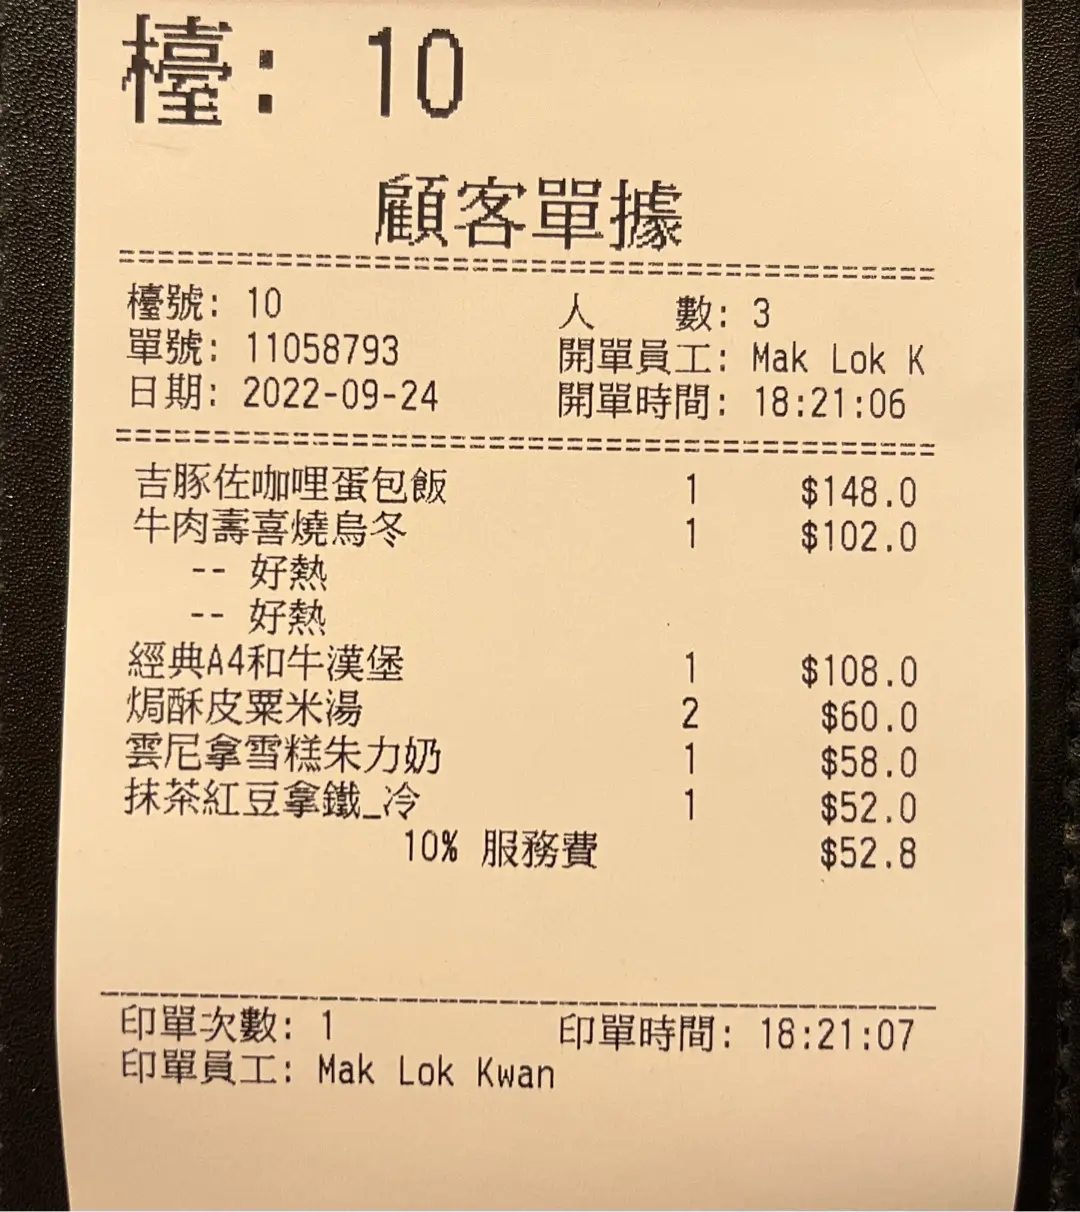 檯: 10
顧客單據
檯號: 10 人 數: 3
單號: 11058793 開單員工: Mak Lok K
日期: 2022-09-24 開單時間: 18:21:06
吉豚佐咖哩蛋包飯 1 $148.0
牛肉壽喜燒烏冬 1 $102.0
-- 好熱
-- 好熱
經典A4和牛漢堡 1 $108.0
焗酥皮粟米湯 2 $60.0
雲尼拿雪糕朱力奶 1 $58.0
抹茶紅豆拿鐵_冷 1 $52.0
10% 服務費 $52.8
印單次數: 1 印單時間: 18:21:07
印單員工: Mak Lok Kwan